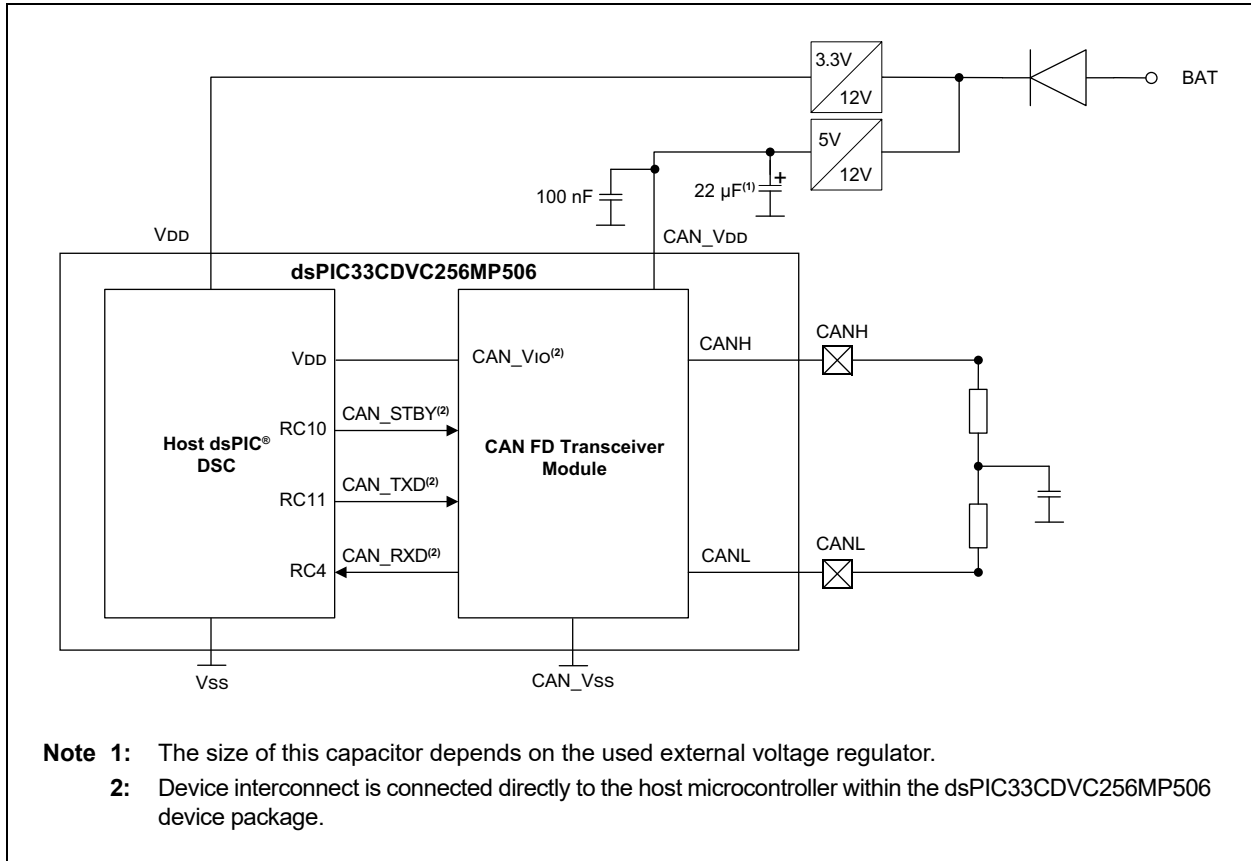 3.3V
12V
BAT
5V
12V
100 nF
22 µF(1)
+
VDD
CAN_VDD
dsPIC33CDVC256MP506
VDD
CAN_VIO(2)
CANH
CANH
RC10
CAN_STBY(2)
Host dsPIC®
DSC
CAN FD Transceiver
Module
RC11
CAN_TXD(2)
RC4
CAN_RXD(2)
CANL
CANL
VSS
CAN_VSS
Note 1: The size of this capacitor depends on the used external voltage regulator.
2: Device interconnect is connected directly to the host microcontroller within the dsPIC33CDVC256MP506
device package.